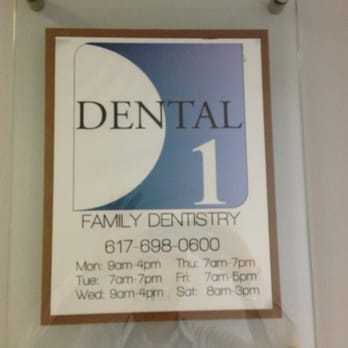 DENTAL
1
FAMILY DENTISTRY
617-698-0600
Mon: 9am-4pm Thu: 7am-7pm
Tue: 7am-7pm Fri: 7am-5pm
Wed: 9am-4pm Sat: 8am-3pm